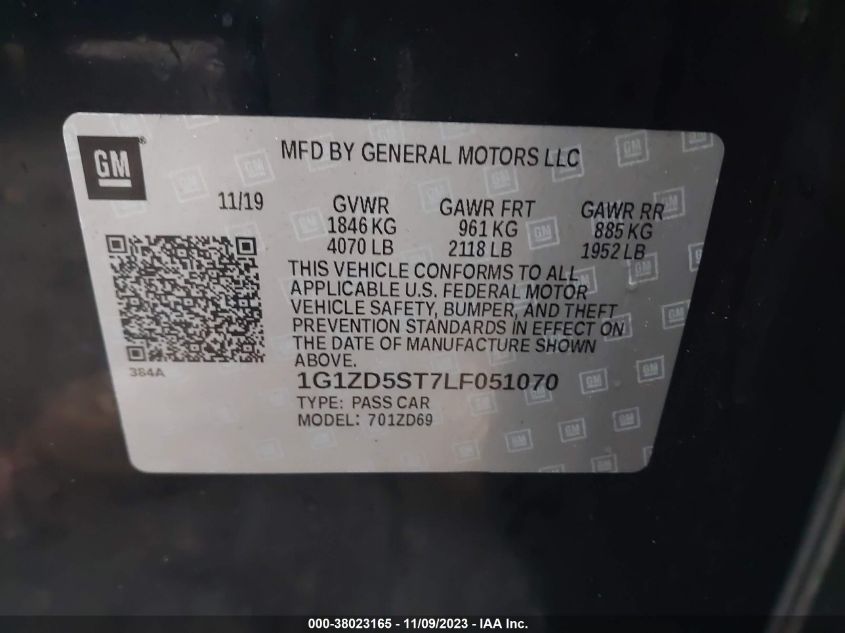 GM
MFD BY GENERAL MOTORS LLC
11/19 GVWR GAWR FRT GAWR RR
1846 KG 961 KG 885 KG
4070 LB 2118 LB 1952 LB
THIS VEHICLE CONFORMS TO ALL
APPLICABLE U.S. FEDERAL MOTOR
VEHICLE SAFETY, BUMPER, AND THEFT
PREVENTION STANDARDS IN EFFECT ON
THE DATE OF MANUFACTURE SHOWN
ABOVE.
384A
1G1ZD5ST7LF051070
TYPE: PASS CAR
MODEL: 701ZD69
000-38023165 - 11/09/2023 - IAA Inc.